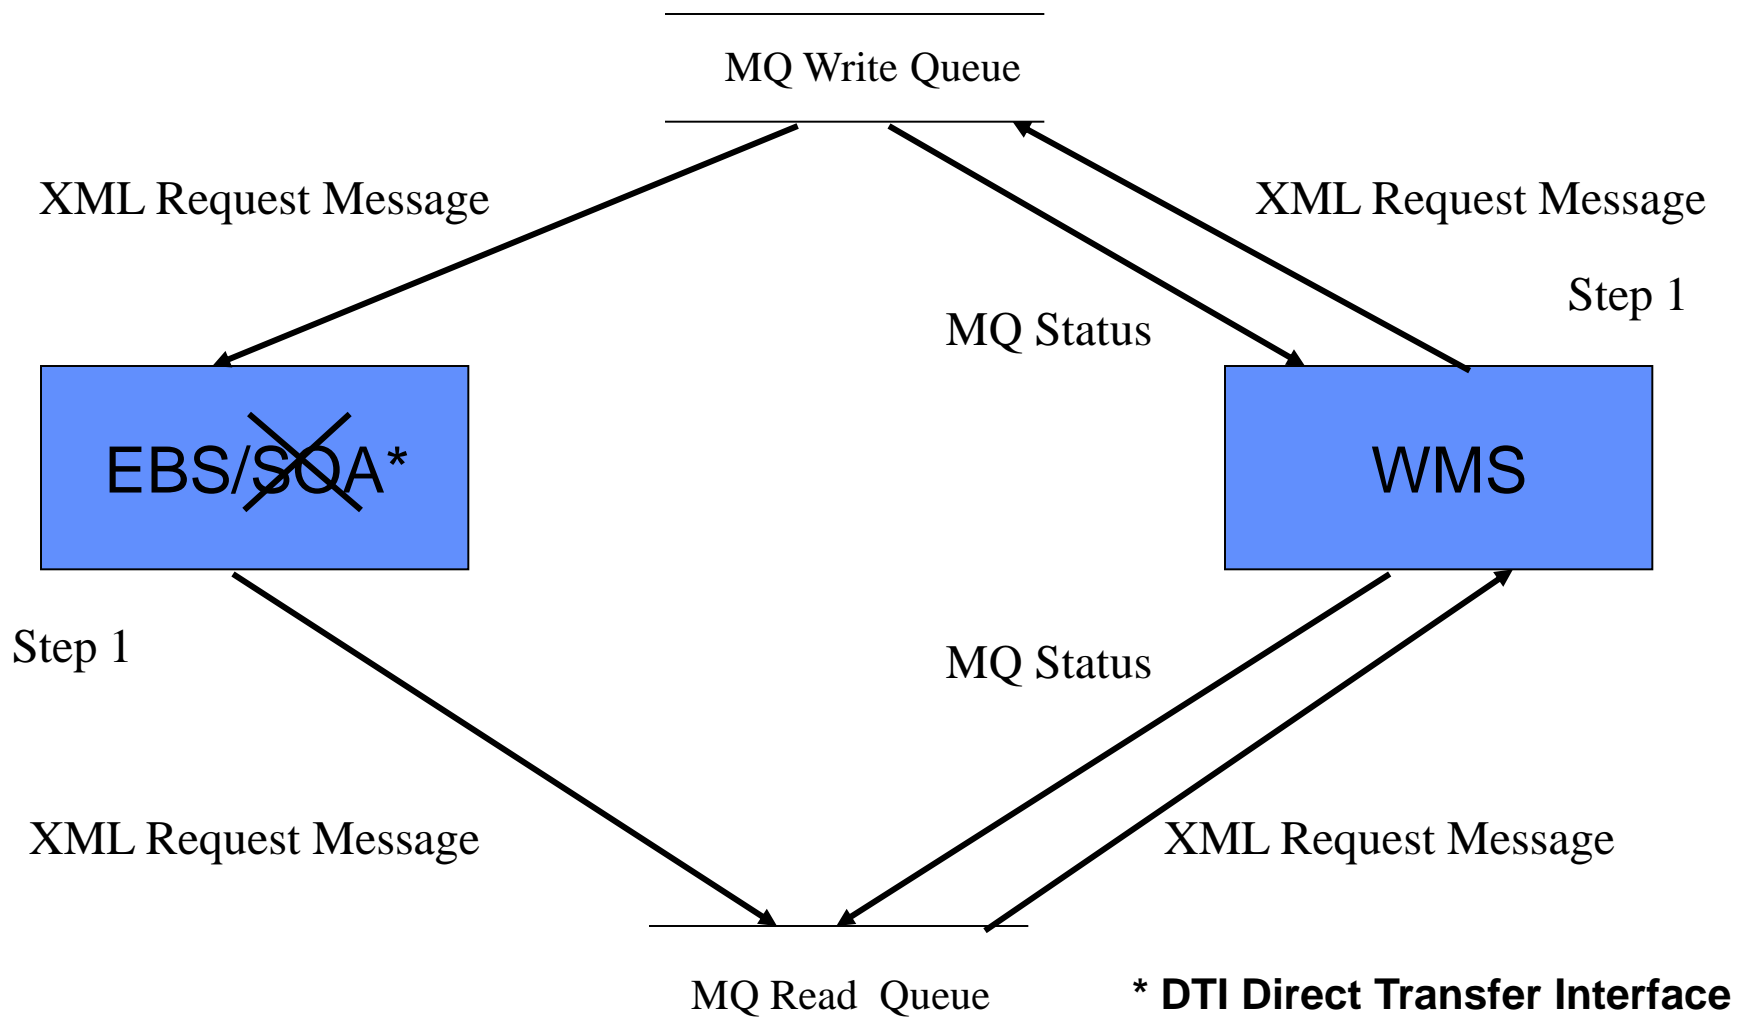 MQ Write Queue
XML Request Message
XML Request Message
Step 1
MQ Status
EBS/SOA*
WMS
Step 1
MQ Status
XML Request Message
XML Request Message
MQ Read  Queue
* DTI Direct Transfer Interface